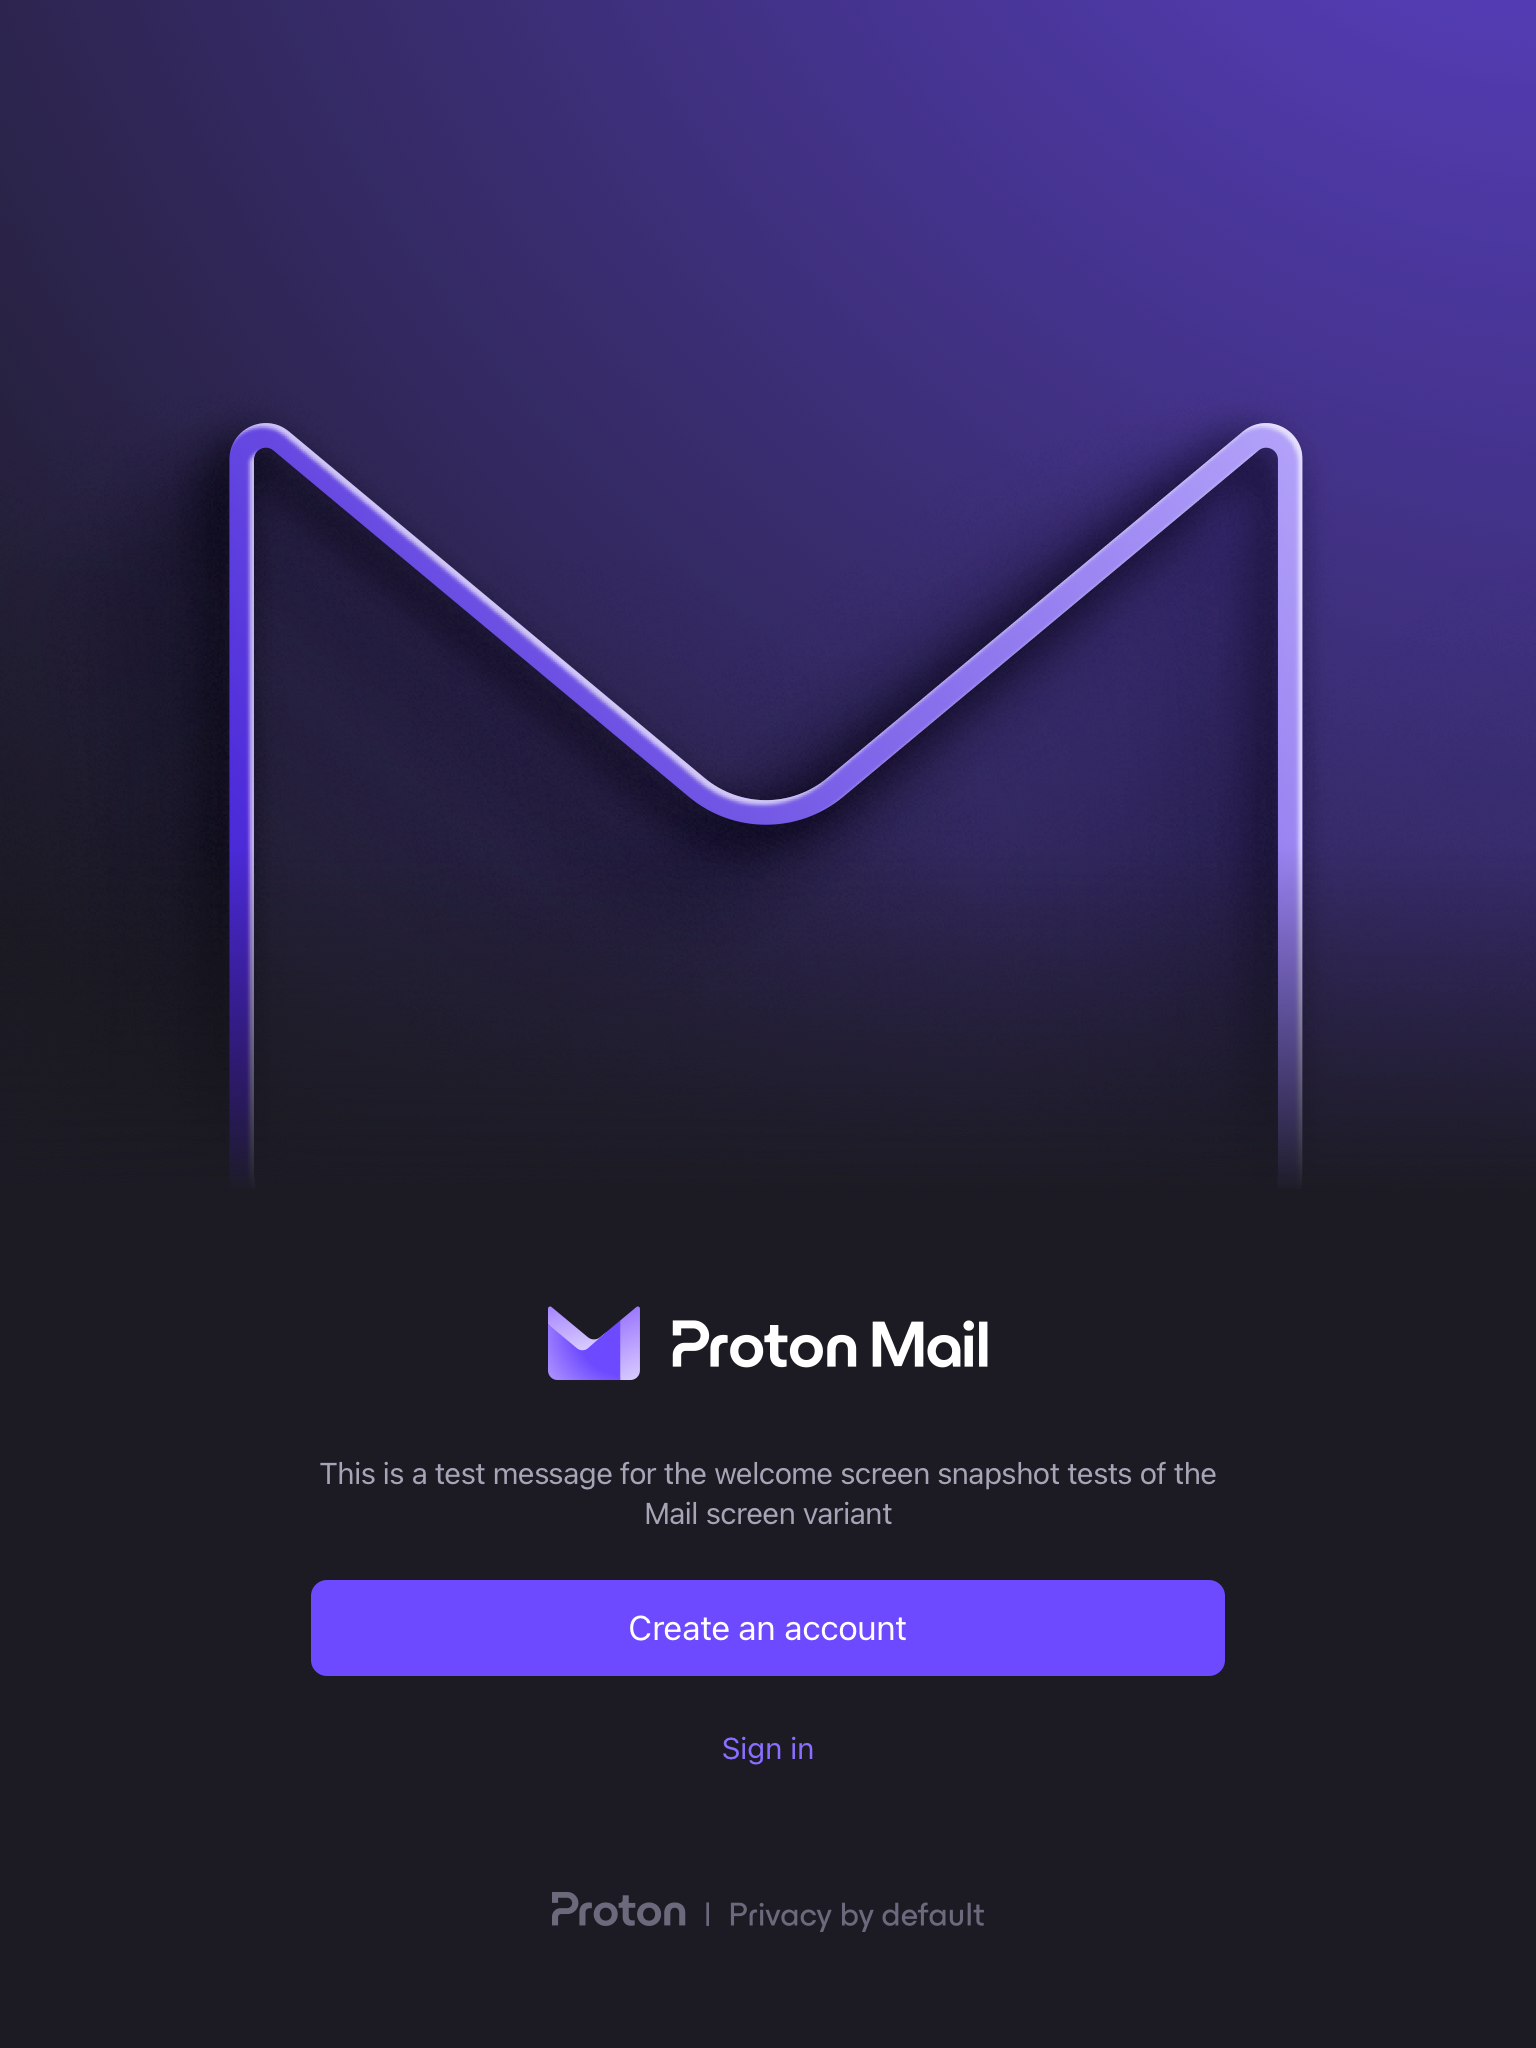 Proton Mail
This is a test message for the welcome screen snapshot tests of the
Mail screen variant
Create an account
Sign in
Proton | Privacy by default